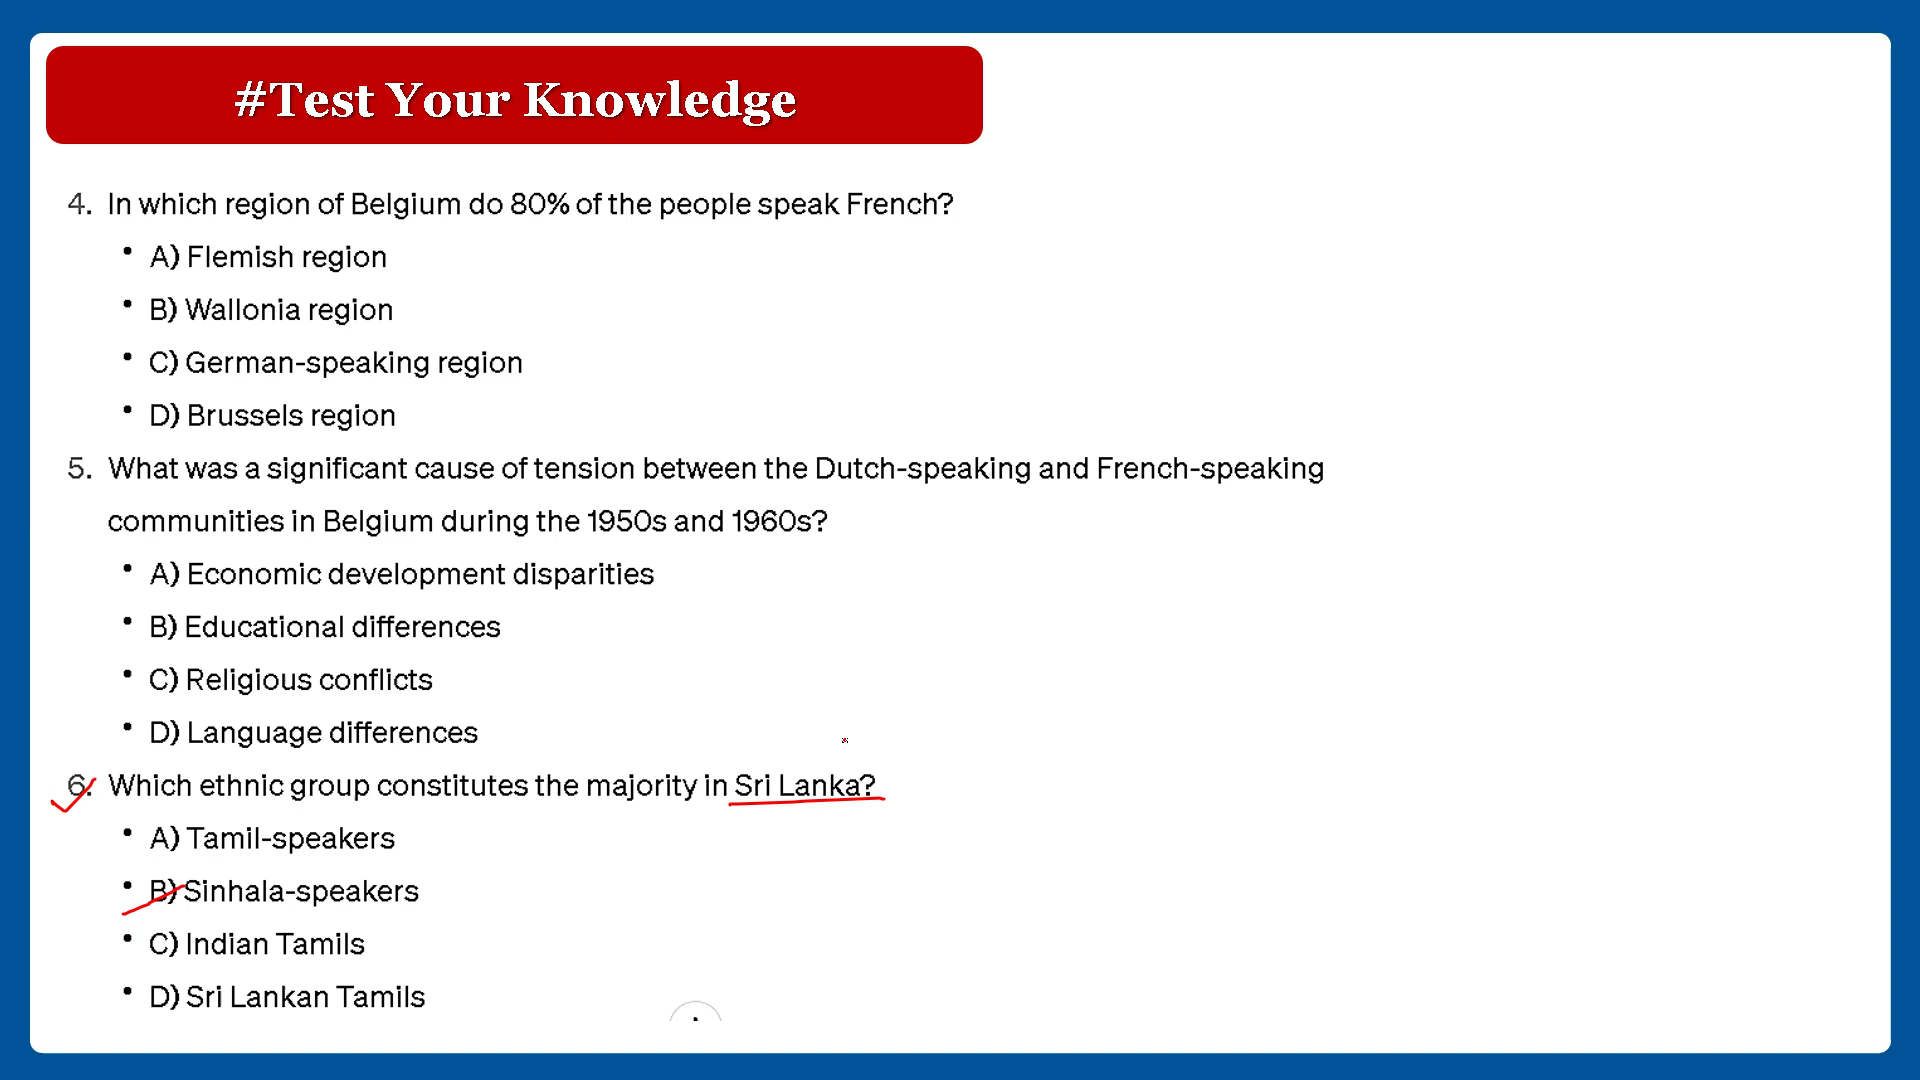 #Test Your Knowledge
4. In which region of Belgium do 80% of the people speak French?
• A) Flemish region
• B) Wallonia region
• C) German-speaking region
• D) Brussels region
5. What was a significant cause of tension between the Dutch-speaking and French-speaking
communities in Belgium during the 1950s and 1960s?
• A) Economic development disparities
• B) Educational differences
• C) Religious conflicts
• D) Language differences
6. Which ethnic group constitutes the majority in Sri Lanka?
• A) Tamil-speakers
• B) Sinhala-speakers
• C) Indian Tamils
• D) Sri Lankan Tamils